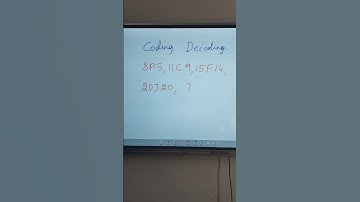 Coding Decoding.
8A5, 11C9, 15F14,
20J20, ?